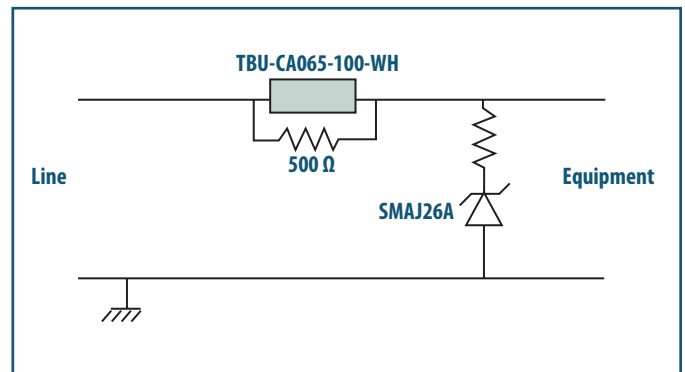 TBU-CA065-100-WH
500 Ω
Line
Equipment
SMAJ26A